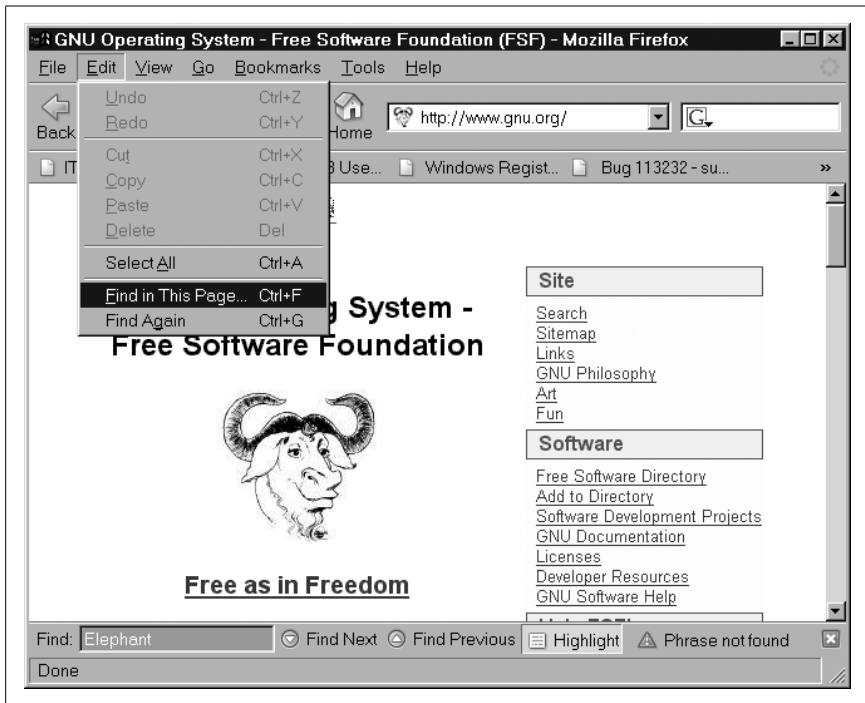 GNU Operating System - Free Software Foundation (FSF) - Mozilla Firefox
File Edit View Go Bookmarks Tools Help
Back
Home
http://www.gnu.org/
G
Undo Ctrl+Z
Redo Ctrl+Y
Cut Ctrl+X
Copy Ctrl+C
Paste Ctrl+V
Delete Del
Select All Ctrl+A
Find in This Page... Ctrl+F
Find Again Ctrl+G
IT
Use... Windows Regist... Bug 113232 - su... »
g System -
Free Software Foundation
Free as in Freedom
Site
Search
Sitemap
Links
GNU Philosophy
Art
Fun
Software
Free Software Directory
Add to Directory
Software Development Projects
GNU Documentation
Licenses
Developer Resources
GNU Software Help
Find: Elephant Find Next Find Previous Highlight Phrase not found
Done